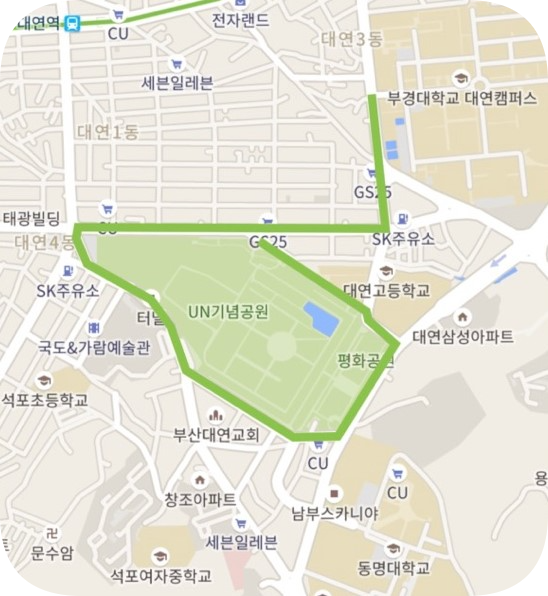 대연역
CU
전자랜드
대연3동
세븐일레븐
부경대학교 대연캠퍼스
대연1동
GS25
태광빌딩
CU
대연4동
GS25
SK주유소
SK주유소
대연고등학교
UN기념공원
대연삼성아파트
국도&가람예술관
평화공원
석포초등학교
부산대연교회
CU
CU
창조아파트
남부스카니야
세븐일레븐
문수암
동명대학교
석포여자중학교